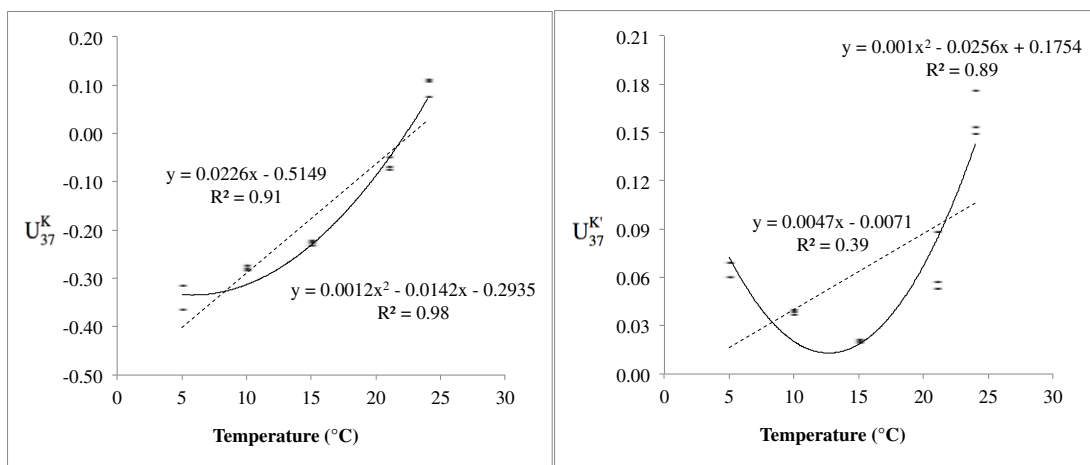 0.20
0.10
0.00
-0.10
-0.20
-0.30
-0.40
-0.50
U₃₇ᴷ
y = 0.0226x - 0.5149
R² = 0.91
y = 0.0012x² - 0.0142x - 0.2935
R² = 0.98
0 5 10 15 20 25 30
Temperature (°C)
0.21
0.18
0.15
0.12
0.09
0.06
0.03
0.00
U₃₇ᴷ'
y = 0.001x² - 0.0256x + 0.1754
R² = 0.89
y = 0.0047x - 0.0071
R² = 0.39
0 5 10 15 20 25 30
Temperature (°C)